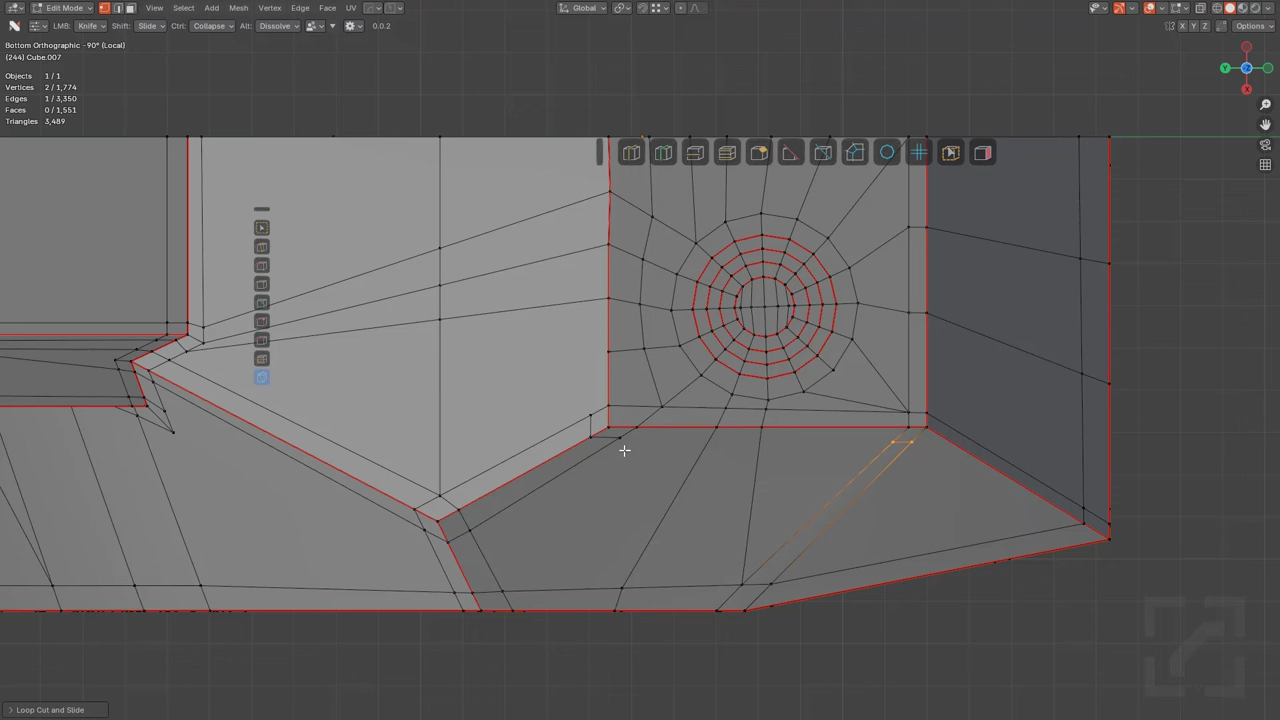 Edit Mode View Select Add Mesh Vertex Edge Face UV Global
LMB: Knife Shift: Slide Ctrl: Collapse Alt: Dissolve 0.0.2 X Y Z Options
Bottom Orthographic -90° (Local)
(244) Cube.007
Objects 1 / 1
Vertices 2 / 1,774
Edges 1 / 3,350
Faces 0 / 1,551
Triangles 3,489
Y Z X
Loop Cut and Slide